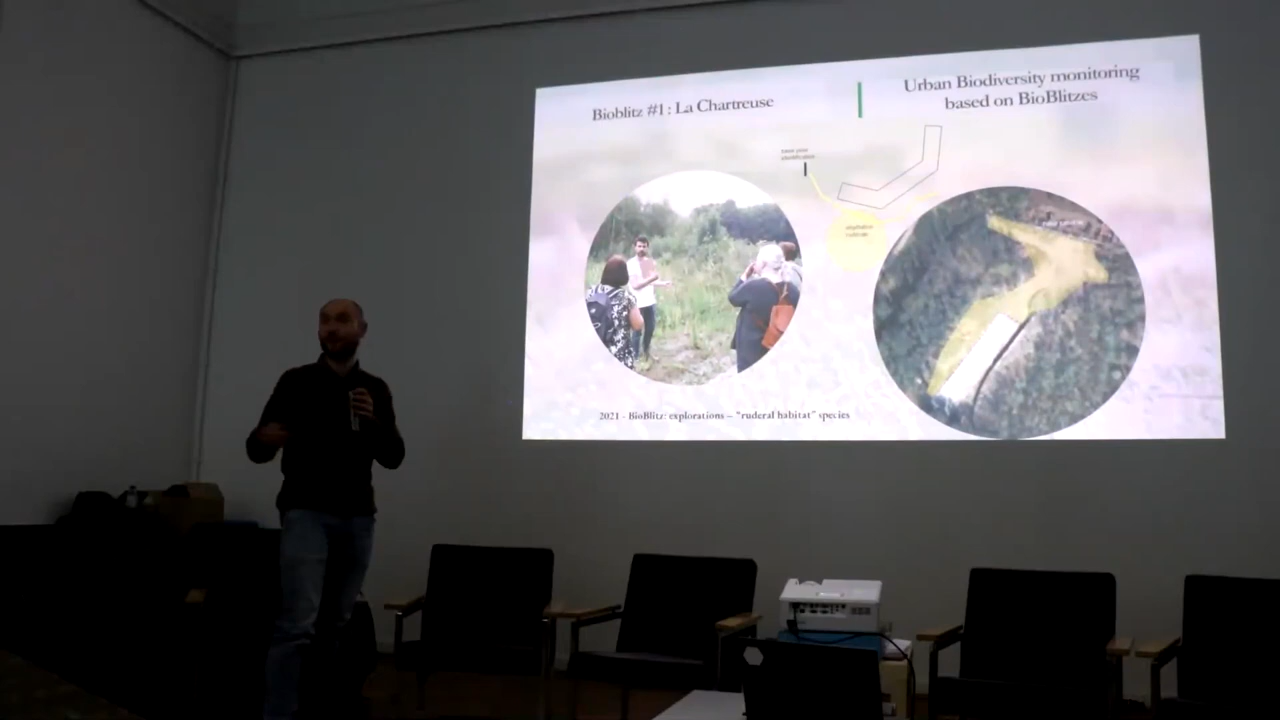 Bioblitz #1: La Chartreuse
Urban Biodiversity monitoring
based on BioBlitzes
2021 - BioBlitz: explorations – "ruderal habitat" species